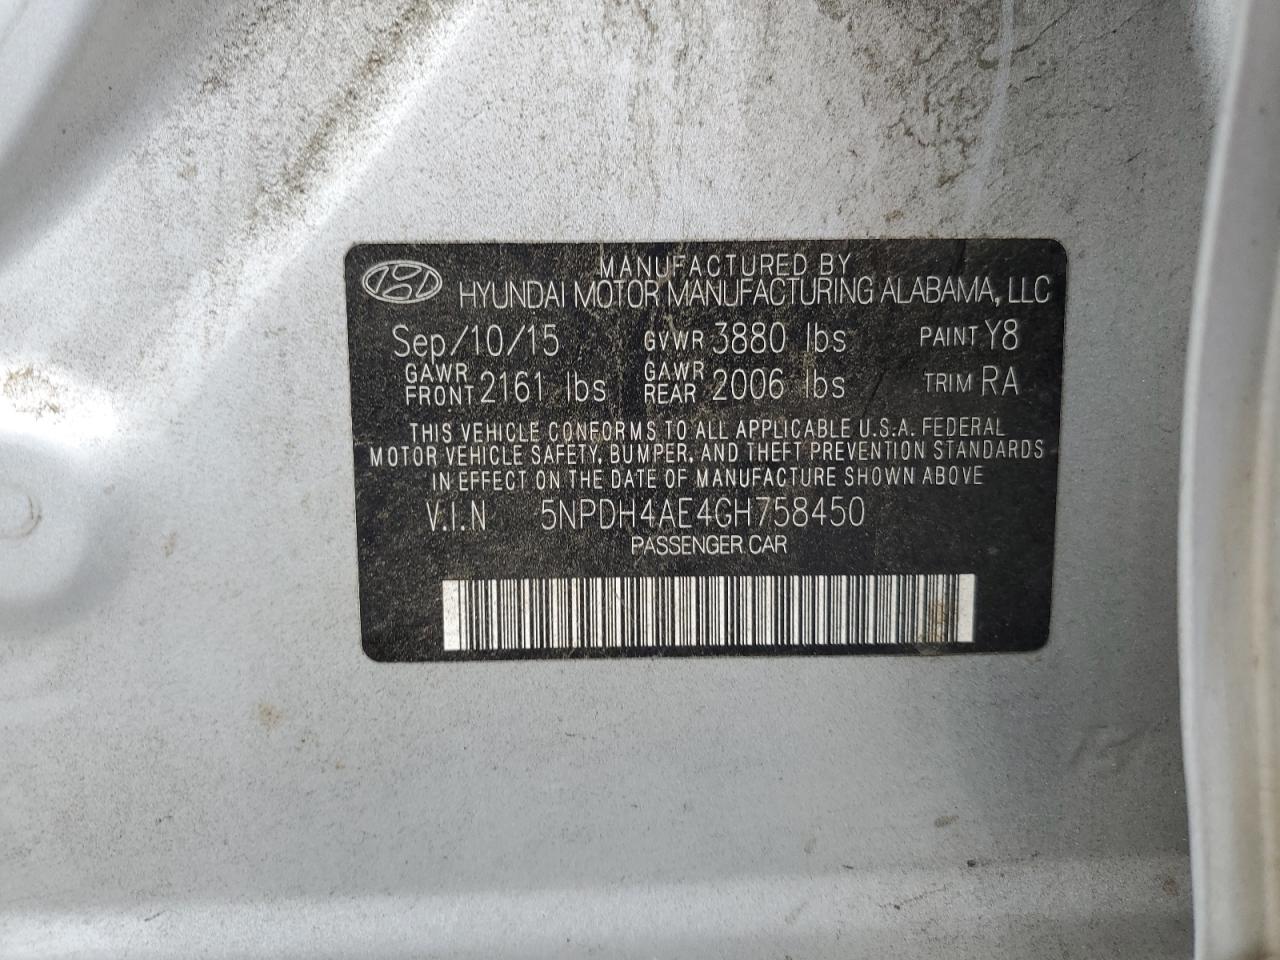 MANUFACTURED BY
HYUNDAI MOTOR MANUFACTURING ALABAMA, LLC
Sep/10/15 GVWR 3880 lbs PAINT Y8
GAWR FRONT 2161 lbs GAWR REAR 2006 lbs TRIM RA
THIS VEHICLE CONFORMS TO ALL APPLICABLE U.S.A. FEDERAL
MOTOR VEHICLE SAFETY, BUMPER, AND THEFT PREVENTION STANDARDS
IN EFFECT ON THE DATE OF MANUFACTURE SHOWN ABOVE
V.I.N 5NPDH4AE4GH758450
PASSENGER CAR